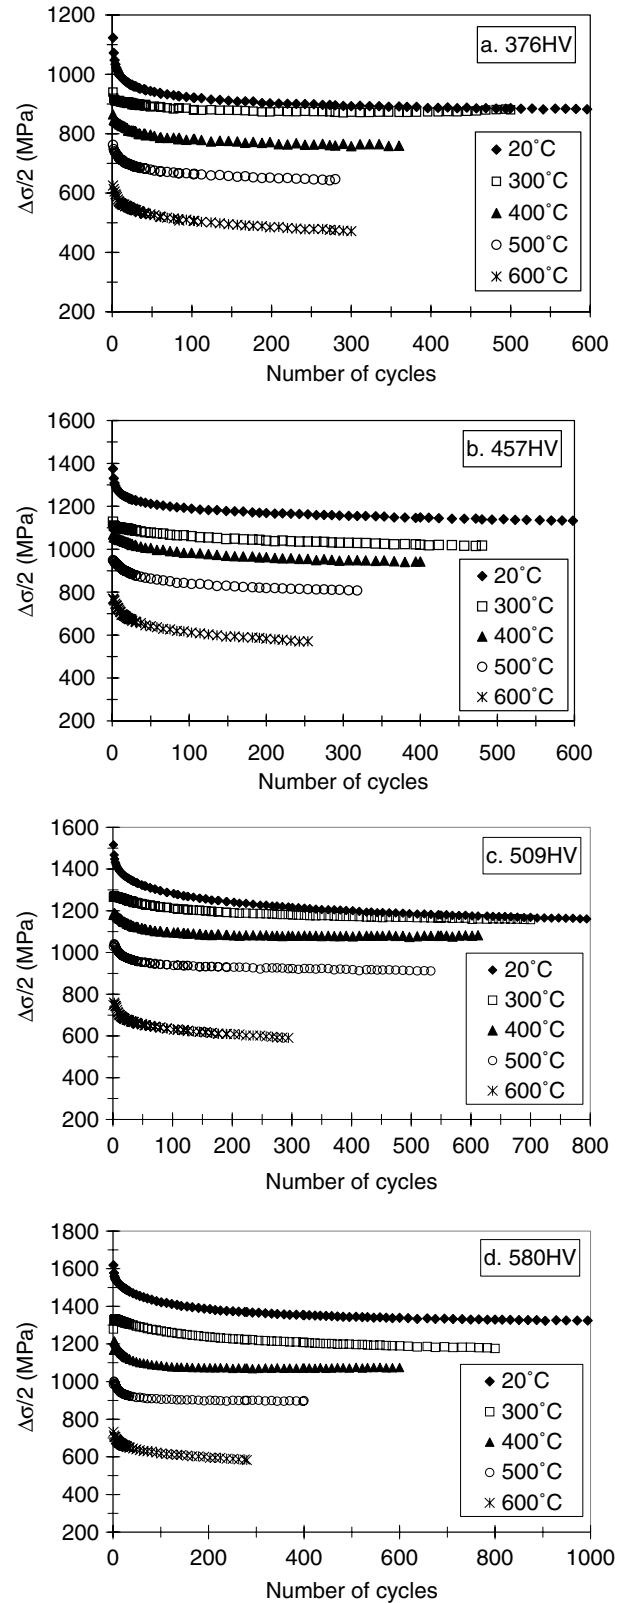 1200
a. 376HV
1000
800
600
400
200
Δσ/2 (MPa)
20˚C
300˚C
400˚C
500˚C
600˚C
0 100 200 300 400 500 600
Number of cycles
1600
b. 457HV
1400
1200
1000
800
600
400
200
Δσ/2 (MPa)
20˚C
300˚C
400˚C
500˚C
600˚C
0 100 200 300 400 500 600
Number of cycles
1600
c. 509HV
1400
1200
1000
800
600
400
200
Δσ/2 (MPa)
20˚C
300˚C
400˚C
500˚C
600˚C
0 100 200 300 400 500 600 700 800
Number of cycles
1800
d. 580HV
1600
1400
1200
1000
800
600
400
200
Δσ/2 (MPa)
20˚C
300˚C
400˚C
500˚C
600˚C
0 200 400 600 800 1000
Number of cycles